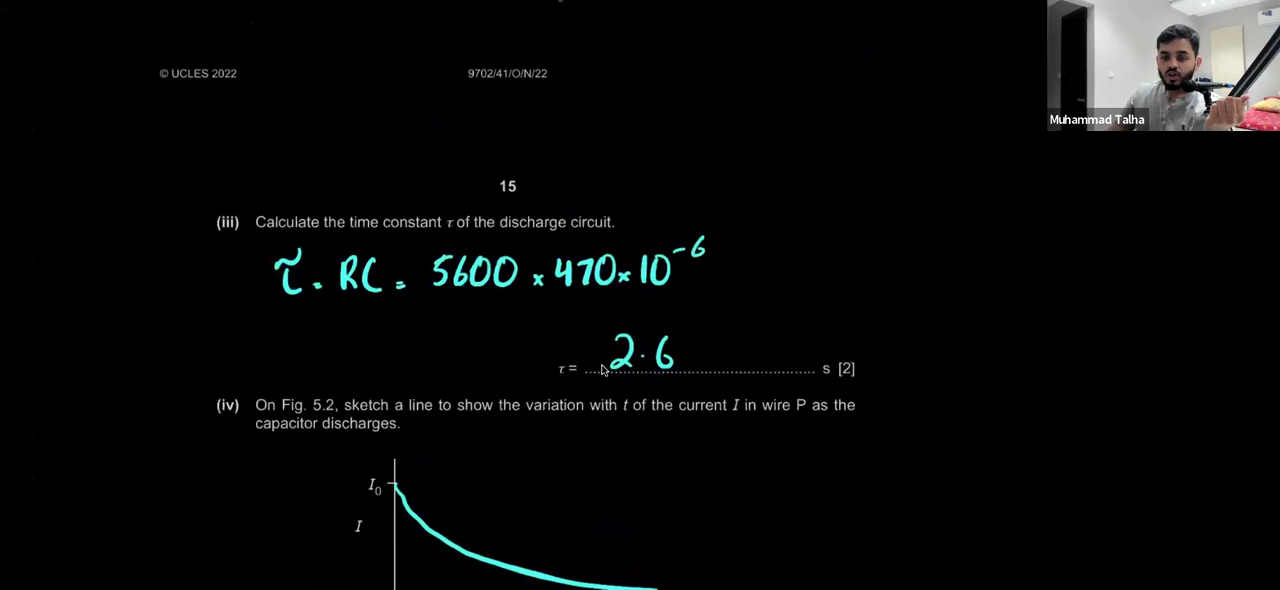 © UCLES 2022 9702/41/O/N/22
Muhammad Talha
15
(iii) Calculate the time constant τ of the discharge circuit.
τ = RC = 5600 × 470 × 10⁻⁶
τ = .... 2.6 .... s [2]
(iv) On Fig. 5.2, sketch a line to show the variation with t of the current I in wire P as the
capacitor discharges.
I₀
I